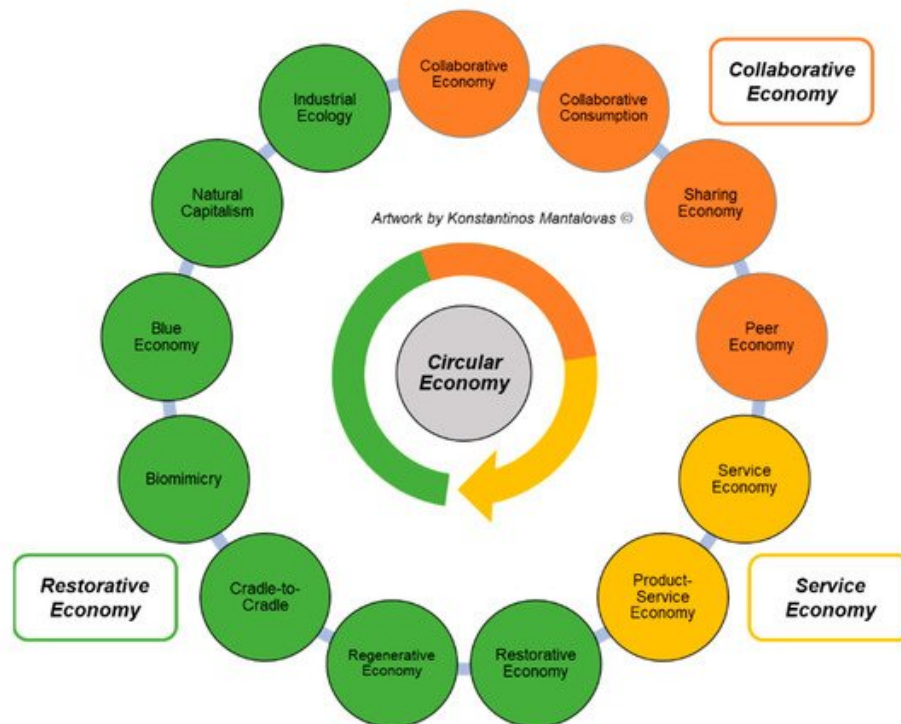 Collaborative
Economy
Collaborative
Consumption
Collaborative
Economy
Industrial
Ecology
Sharing
Economy
Natural
Capitalism
Artwork by Konstantinos Mantalovas ©
Blue
Economy
Peer
Economy
Circular
Economy
Biomimicry
Service
Economy
Restorative
Economy
Cradle-to-
Cradle
Product-
Service
Economy
Service
Economy
Regenerative
Economy
Restorative
Economy